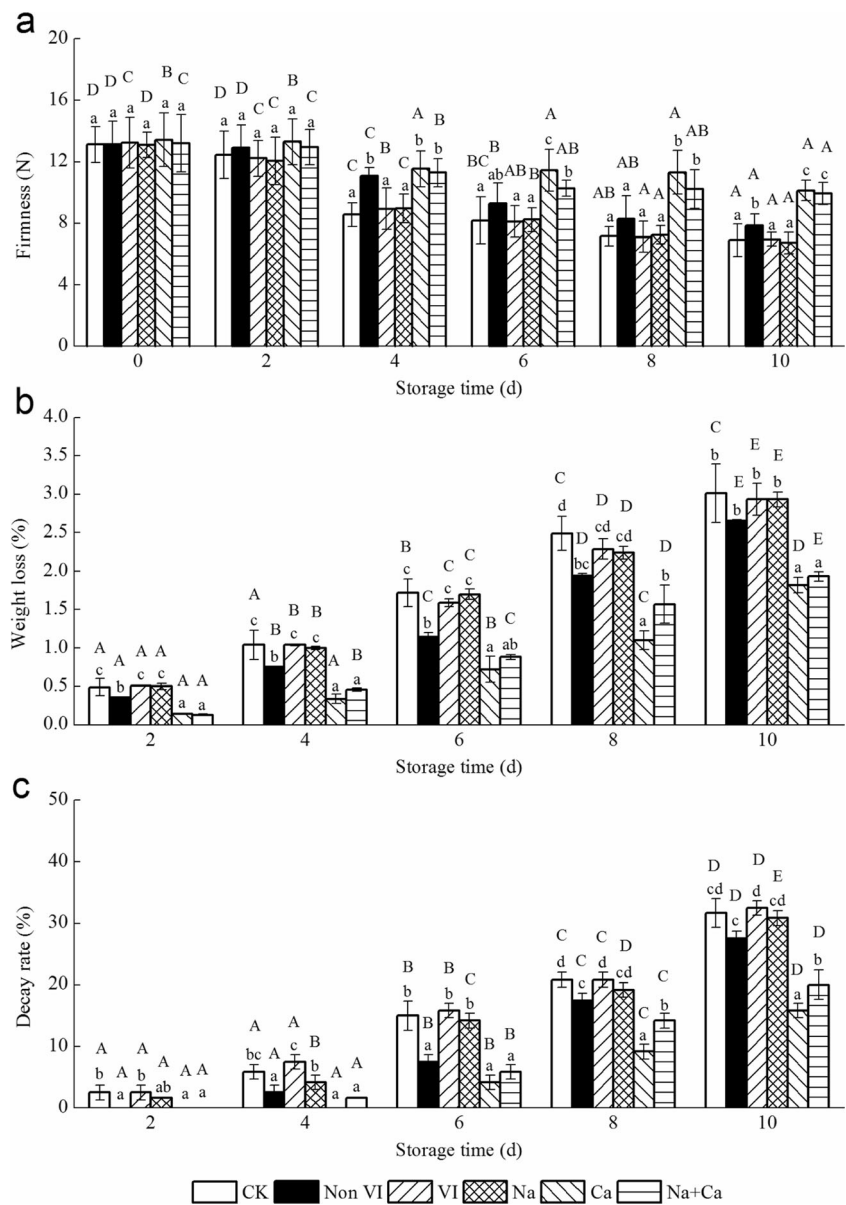 a
Firmness (N)
20
16
12
8
4
0
D D C D B C
a a a a a a
D D C C B C
a a a a a a
C C B C A B
a b a a b b
BC B AB B A AB
a ab a a c b
AB AB A A A AB
a a a a b b
A A A A A A
a b a a c c
0 2 4 6 8 10
Storage time (d)
b
Weight loss (%)
4.0
3.5
3.0
2.5
2.0
1.5
1.0
0.5
0.0
A A A A A A
c b c c a a
A B B B A B
c b c c a a
B C C C B C
c b c c a ab
C D D D C D
d bc cd cd a b
C E E E D E
b b b b a a
2 4 6 8 10
Storage time (d)
c
Decay rate (%)
50
40
30
20
10
0
A A A A A A
b a b ab a a
A A A B A A
bc a c b a a
B B B C B B
b a b b a a
C C C D C C
d c d cd a b
D D D E D D
cd c d cd a b
2 4 6 8 10
Storage time (d)
CK Non VI VI Na Ca Na+Ca